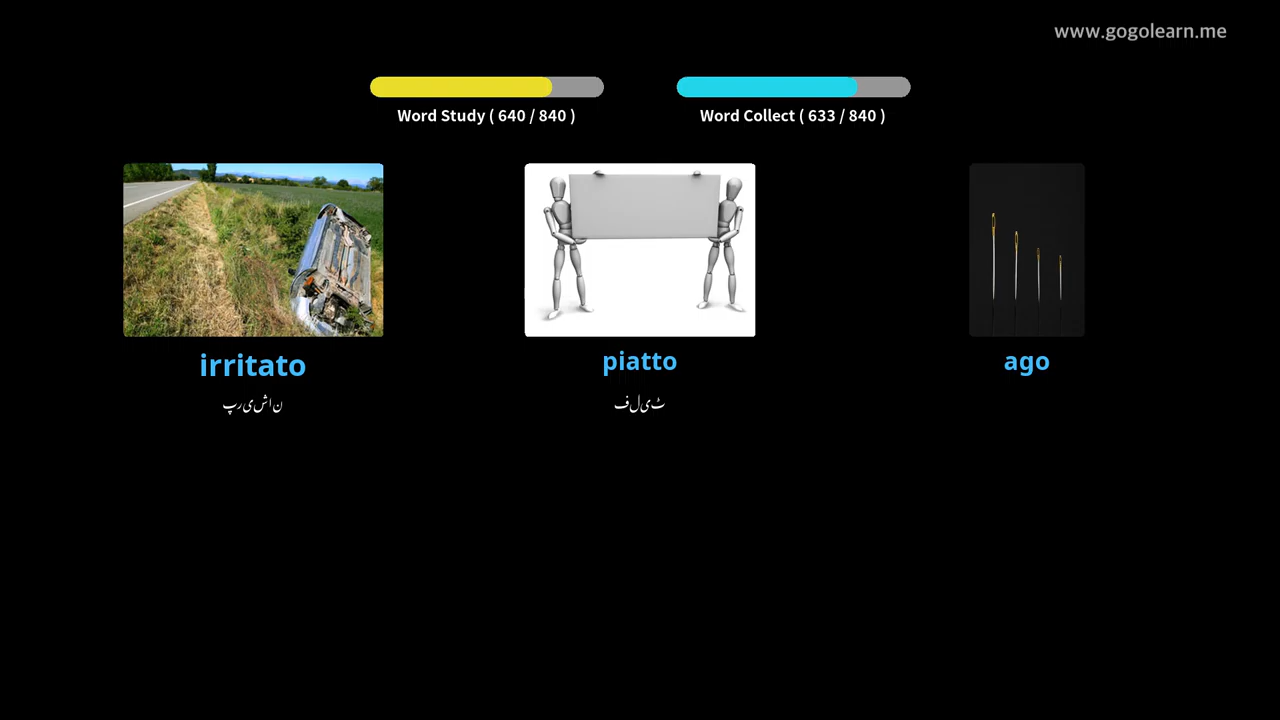 www.gogolearn.me
Word Study ( 640 / 840 )
Word Collect ( 633 / 840 )
irritato
piatto
ago
پریشان
فلیٹ